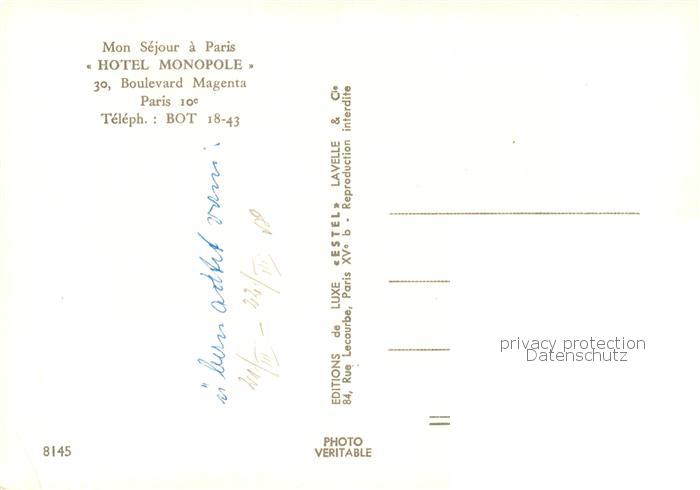 Mon Séjour à Paris
« HOTEL MONOPOLE »
30, Boulevard Magenta
Paris 10e
Téléph. : BOT 18-43
EDITIONS de LUXE «ESTEL» LAVELLE & Cie
84, Rue Lecourbe, Paris XVe b - Reproduction interdite
privacy protection
Datenschutz
8145
PHOTO
VERITABLE